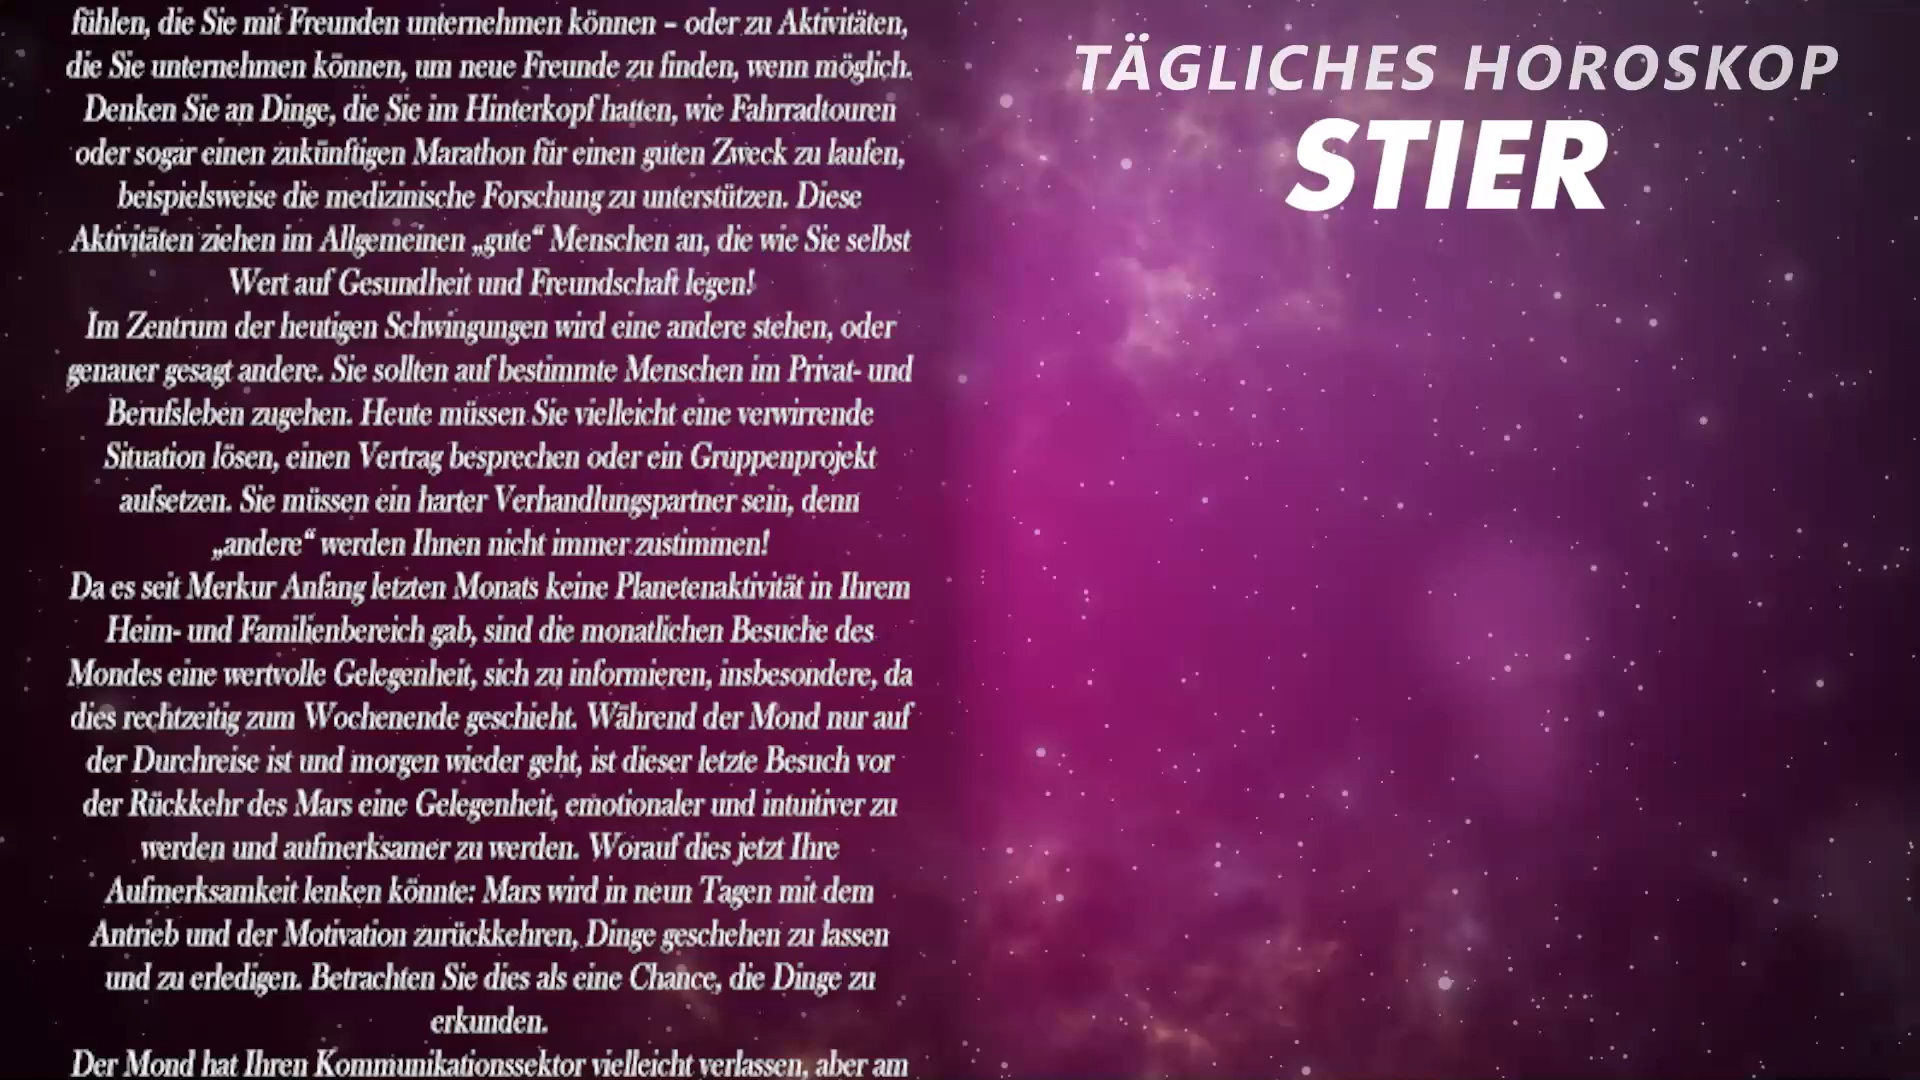 fühlen, die Sie mit Freunden unternehmen können – oder zu Aktivitäten,
die Sie unternehmen können, um neue Freunde zu finden, wenn möglich.
Denken Sie an Dinge, die Sie im Hinterkopf hatten, wie Fahrradtouren
oder sogar einen zukünftigen Marathon für einen guten Zweck zu laufen,
beispielsweise die medizinische Forschung zu unterstützen. Diese
Aktivitäten ziehen im Allgemeinen „gute“ Menschen an, die wie Sie selbst
Wert auf Gesundheit und Freundschaft legen!
Im Zentrum der heutigen Schwingungen wird eine andere stehen, oder
genauer gesagt andere. Sie sollten auf bestimmte Menschen im Privat- und
Berufsleben zugehen. Heute müssen Sie vielleicht eine verwirrende
Situation lösen, einen Vertrag besprechen oder ein Gruppenprojekt
aufsetzen. Sie müssen ein harter Verhandlungspartner sein, denn
„andere“ werden Ihnen nicht immer zustimmen!
Da es seit Merkur Anfang letzten Monats keine Planetenaktivität in Ihrem
Heim- und Familienbereich gab, sind die monatlichen Besuche des
Mondes eine wertvolle Gelegenheit, sich zu informieren, insbesondere, da
dies rechtzeitig zum Wochenende geschieht. Während der Mond nur auf
der Durchreise ist und morgen wieder geht, ist dieser letzte Besuch vor
der Rückkehr des Mars eine Gelegenheit, emotionaler und intuitiver zu
werden und aufmerksamer zu werden. Worauf dies jetzt Ihre
Aufmerksamkeit lenken könnte: Mars wird in neun Tagen mit dem
Antrieb und der Motivation zurückkehren, Dinge geschehen zu lassen
und zu erledigen. Betrachten Sie dies als eine Chance, die Dinge zu
erkunden.
Der Mond hat Ihren Kommunikationssektor vielleicht verlassen, aber am
TÄGLICHES HOROSKOP
STIER